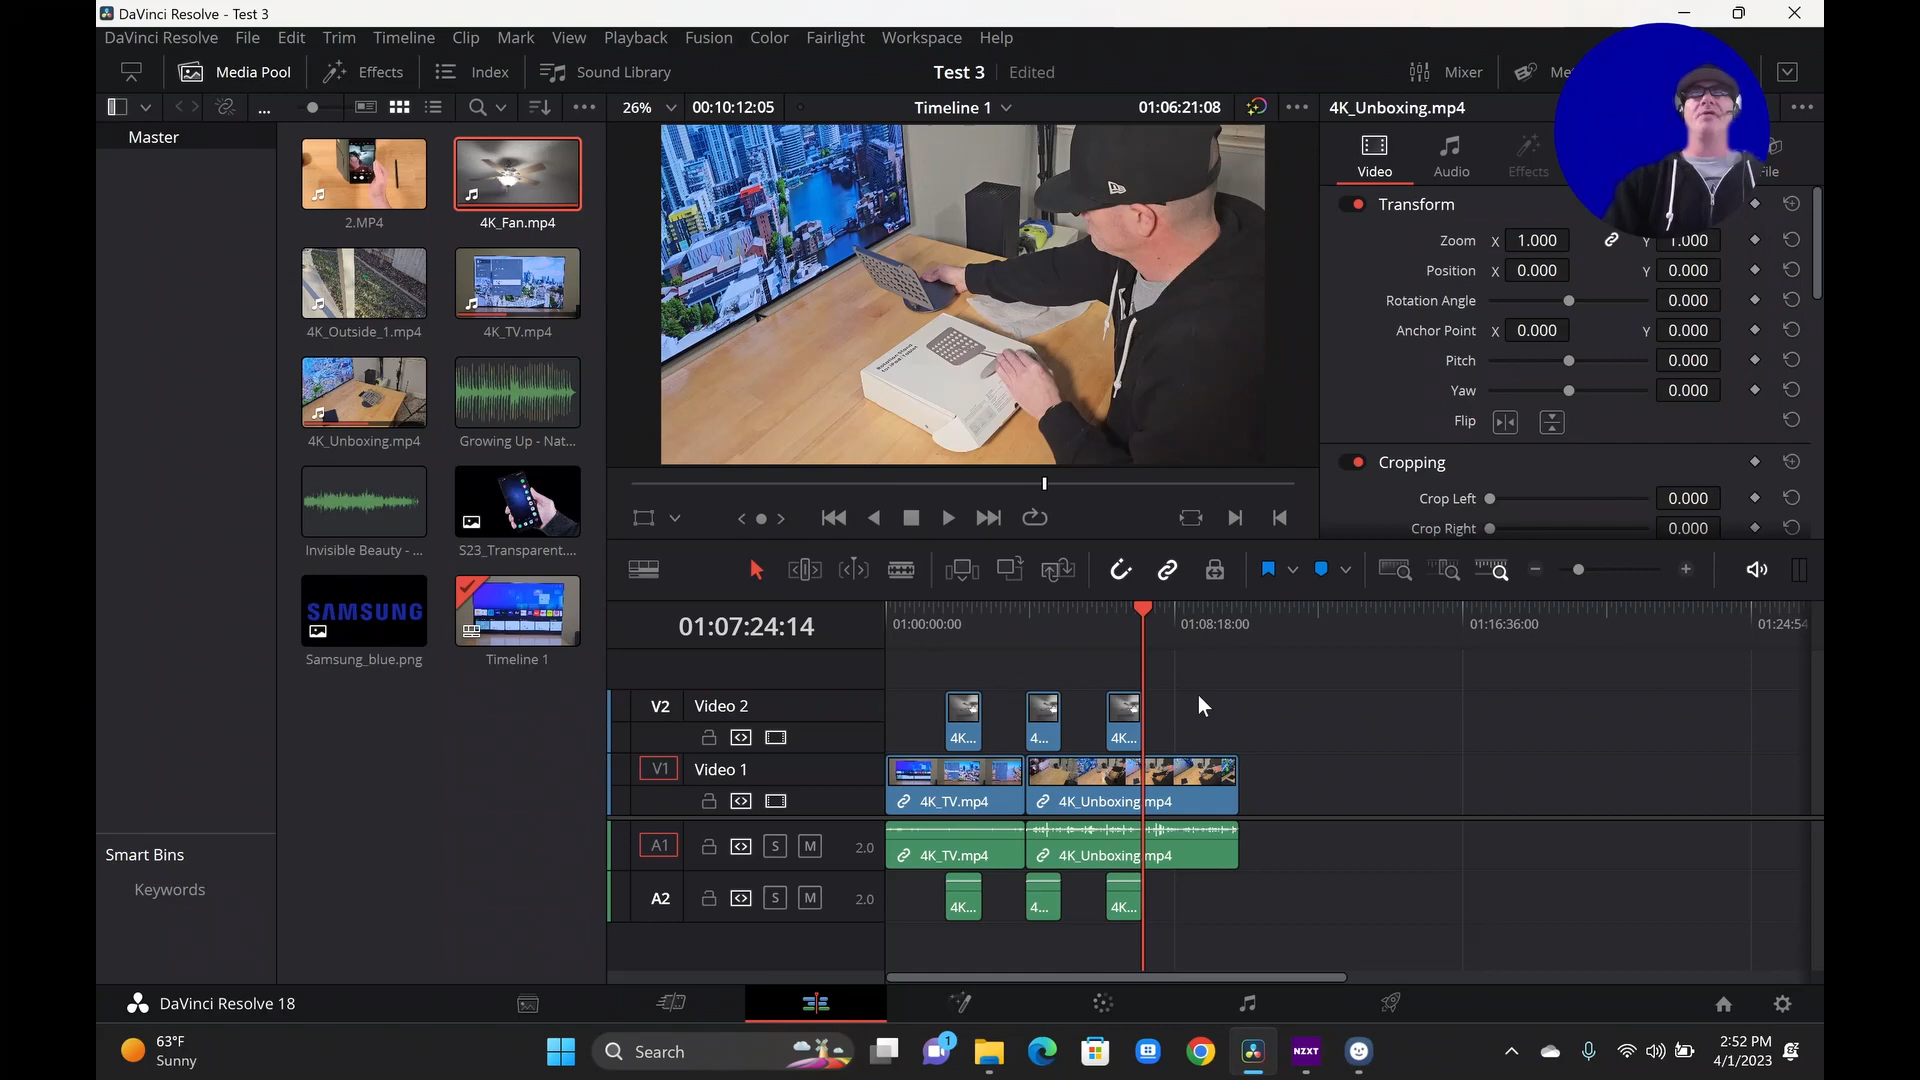 DaVinci Resolve - Test 3
DaVinci Resolve File Edit Trim Timeline Clip Mark View Playback Fusion Color Fairlight Workspace Help
Media Pool Effects Index Sound Library Test 3 Edited Mixer
26% 00:10:12:05 Timeline 1 01:06:21:08 4K_Unboxing.mp4
Master
2.MP4
4K_Fan.mp4
4K_Outside_1.mp4
4K_TV.mp4
4K_Unboxing.mp4
Growing Up - Nat...
Invisible Beauty - ...
S23_Transparent....
SAMSUNG
Samsung_blue.png
Timeline 1
Smart Bins
Keywords
Video Audio Effects
Transform
Zoom X 1.000 Y 1.000
Position X 0.000 Y 0.000
Rotation Angle 0.000
Anchor Point X 0.000 Y 0.000
Pitch 0.000
Yaw 0.000
Flip
Cropping
Crop Left 0.000
Crop Right 0.000
01:07:24:14
01:00:00:00 01:08:18:00 01:16:36:00 01:24:54
V2 Video 2
4K... 4... 4K...
V1 Video 1
4K_TV.mp4 4K_Unboxing.mp4
A1 S M 2.0
4K_TV.mp4 4K_Unboxing.mp4
A2 S M 2.0
4K... 4... 4K...
DaVinci Resolve 18
63°F
Sunny
Search
1
NZXT
2:52 PM
4/1/2023